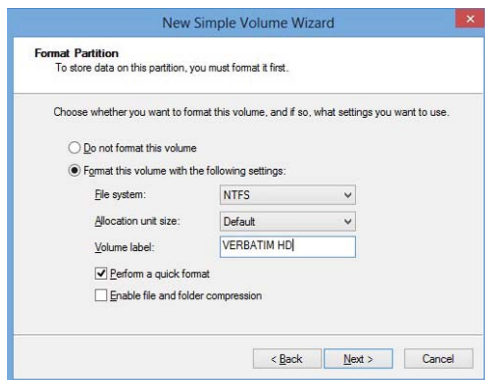 New Simple Volume Wizard
Format Partition
To store data on this partition, you must format it first.
Choose whether you want to format this volume, and if so, what settings you want to use.
Do not format this volume
Format this volume with the following settings:
File system: NTFS
Allocation unit size: Default
Volume label: VERBATIM HD
Perform a quick format
Enable file and folder compression
< Back Next > Cancel